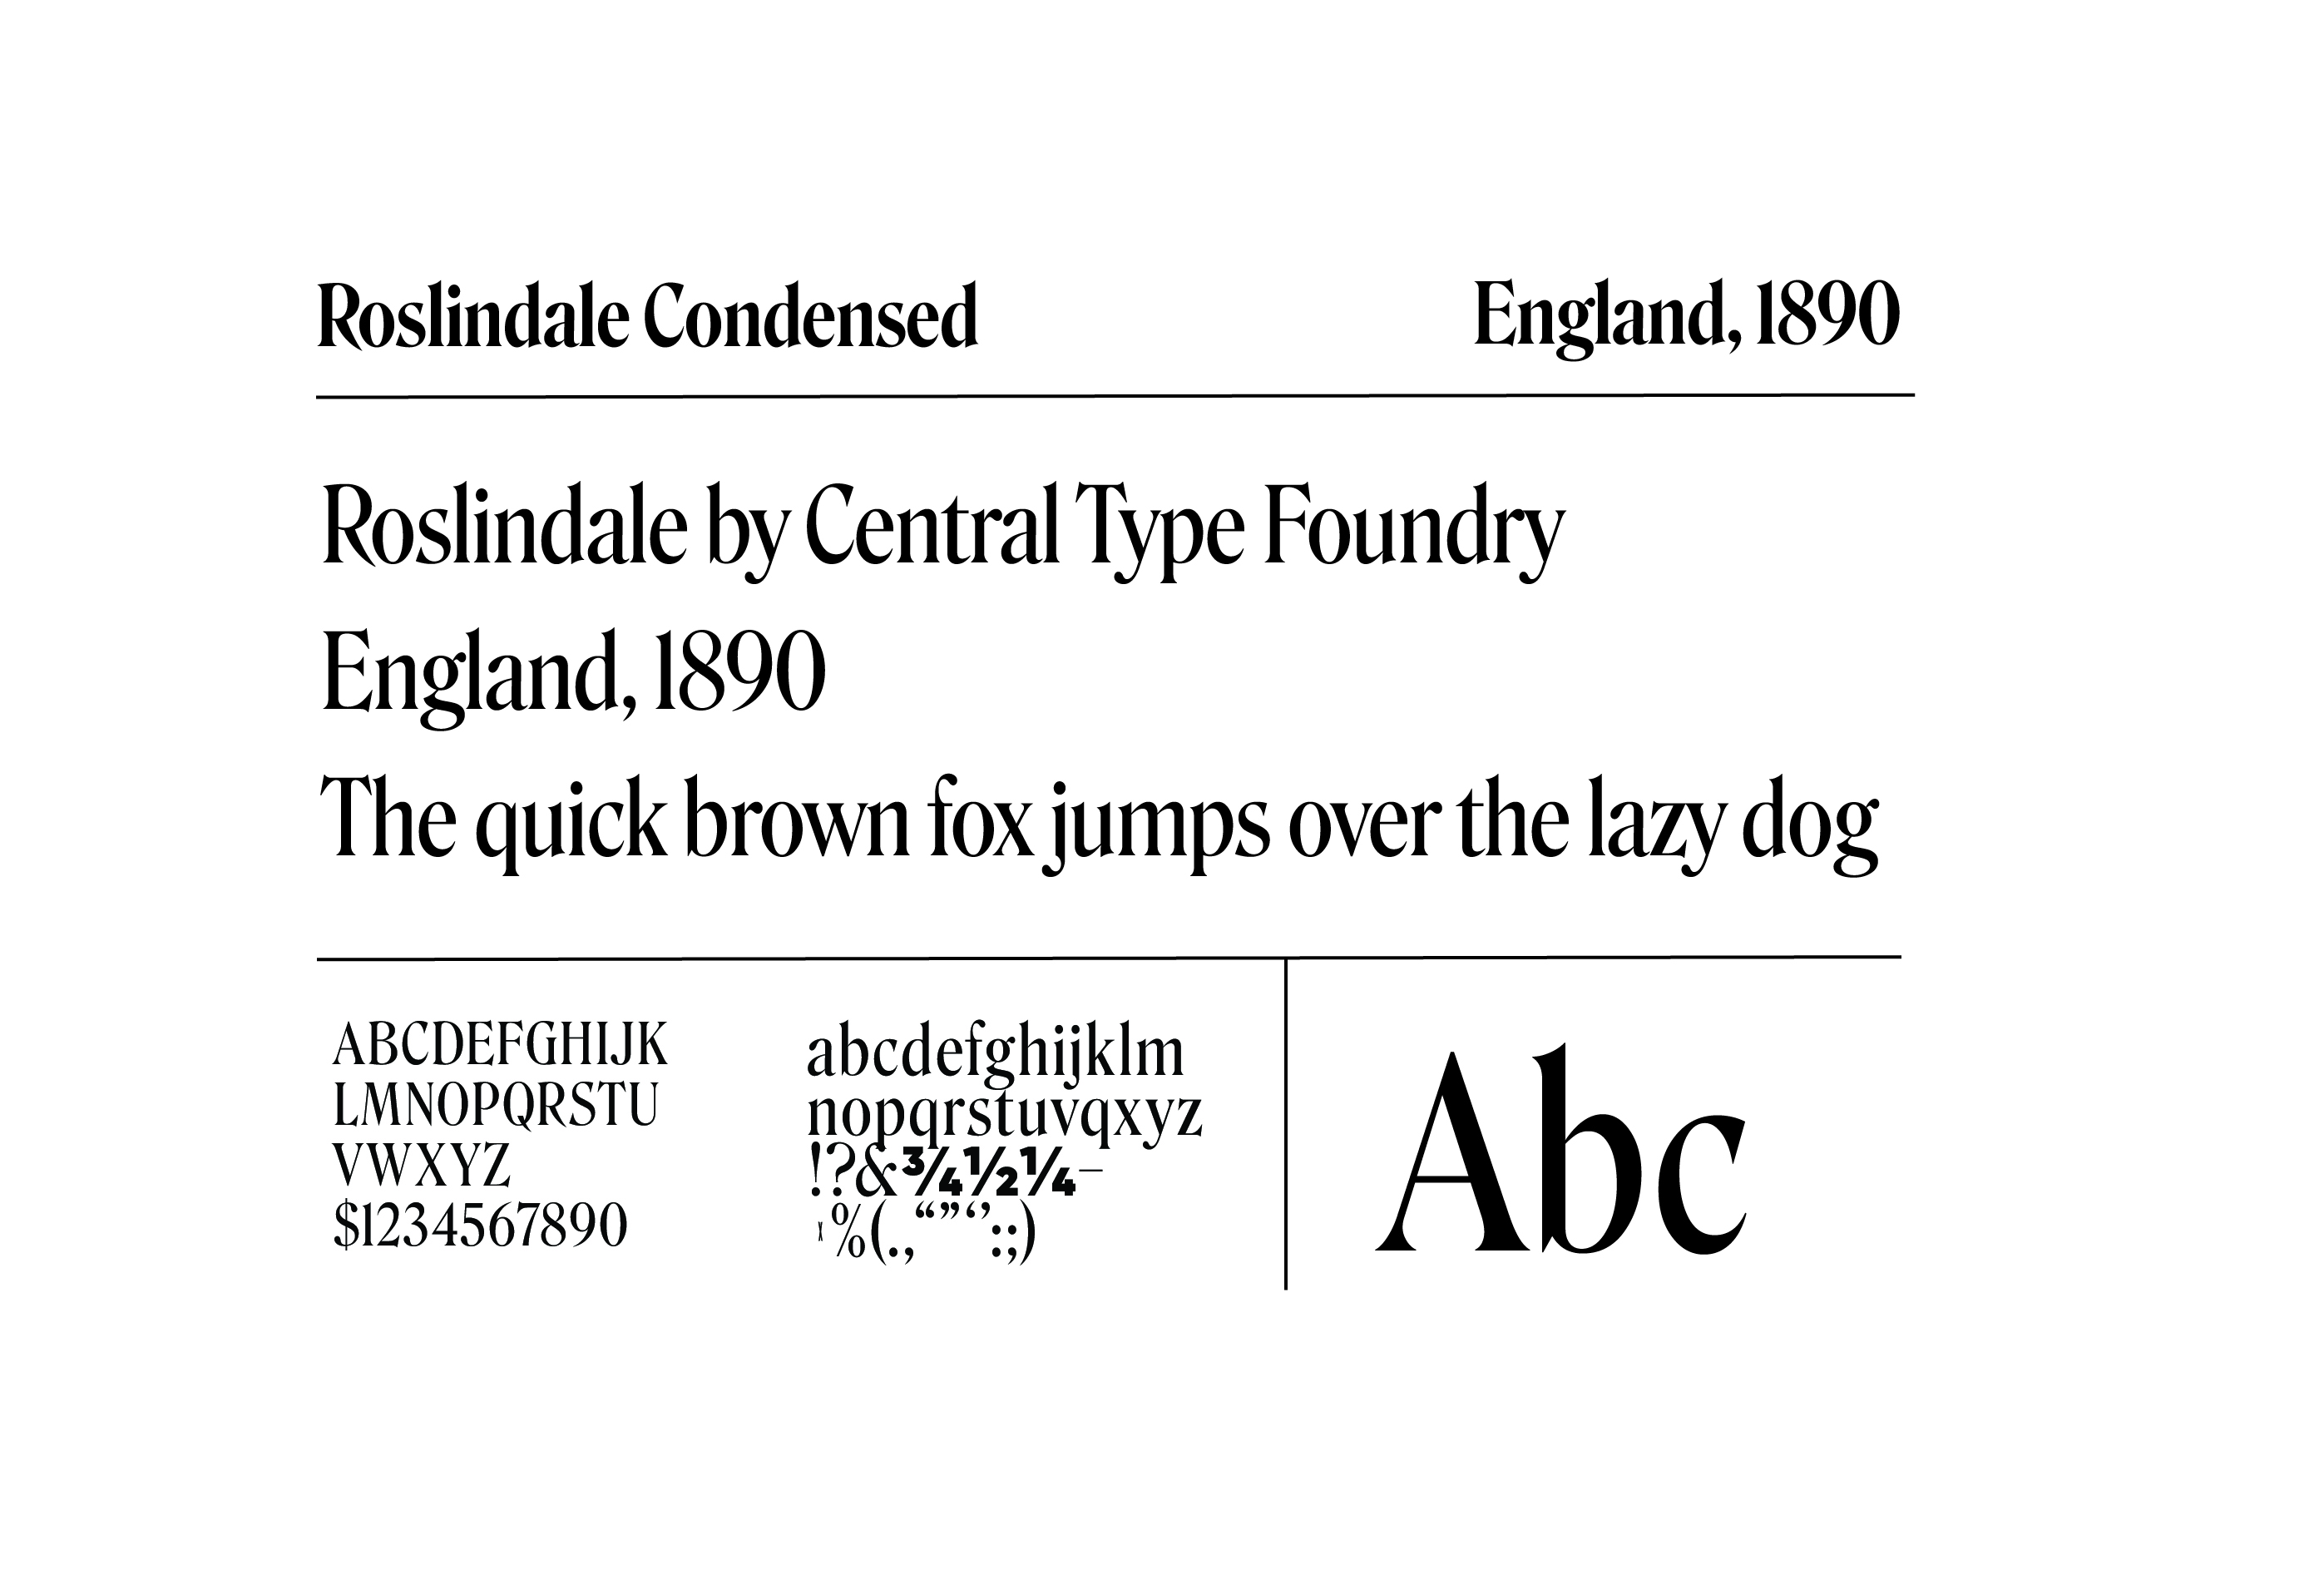 Roslindale Condensed
England, 1890
Roslindale by Central Type Foundry
England, 1890
The quick brown fox jumps over the lazy dog
ABCDEFGHIJK
LMNOPQRSTU
VWXYZ
$1234567890
abcdefghijklm
nopqrstuvqxyz
!?&¾½¼—
%(.,“”‘’:;)
Abc